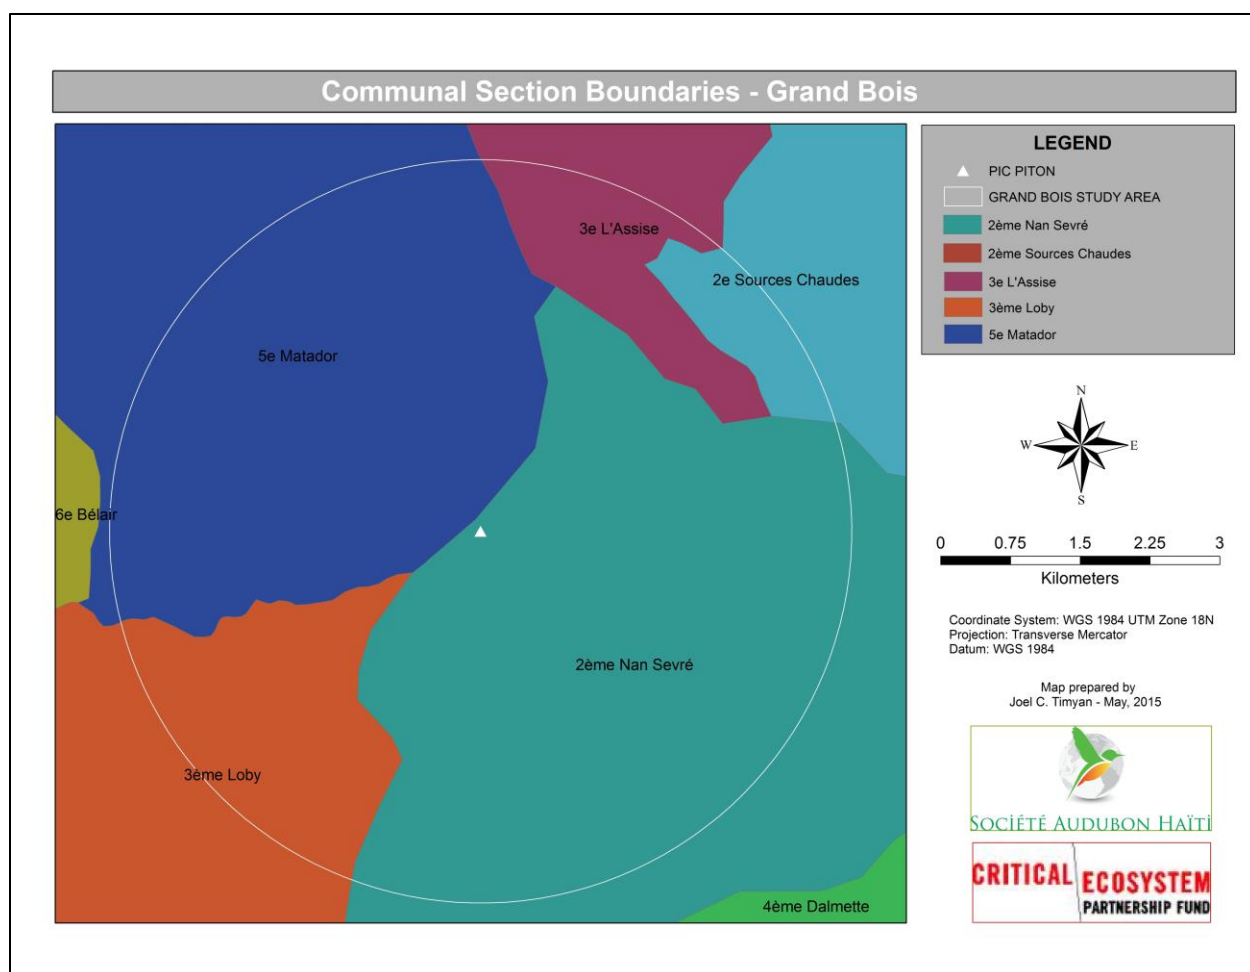 Communal Section Boundaries - Grand Bois
3e L'Assise
2e Sources Chaudes
5e Matador
6e Bélair
2ème Nan Sevré
3ème Loby
4ème Dalmette
LEGEND
PIC PITON
GRAND BOIS STUDY AREA
2ème Nan Sevré
2ème Sources Chaudes
3e L'Assise
3ème Loby
5e Matador
N
W E
S
0 0.75 1.5 2.25 3
Kilometers
Coordinate System: WGS 1984 UTM Zone 18N
Projection: Transverse Mercator
Datum: WGS 1984
Map prepared by
Joel C. Timyan - May, 2015
SOCIÉTÉ AUDUBON HAÏTI
CRITICAL ECOSYSTEM
PARTNERSHIP FUND